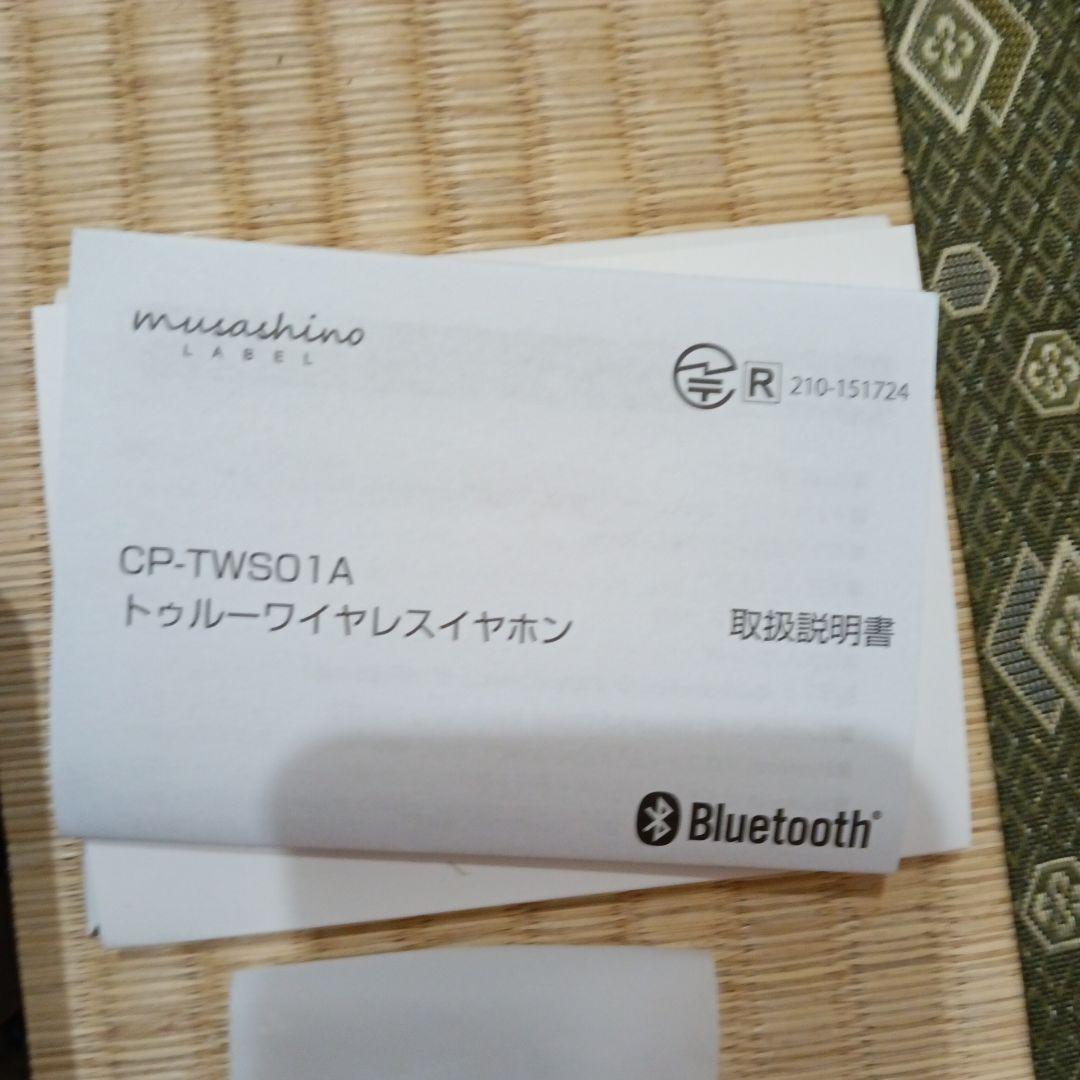 musashino
LABEL
R 210-151724
CP-TWS01A
トゥルーワイヤレスイヤホン
取扱説明書
Bluetooth®